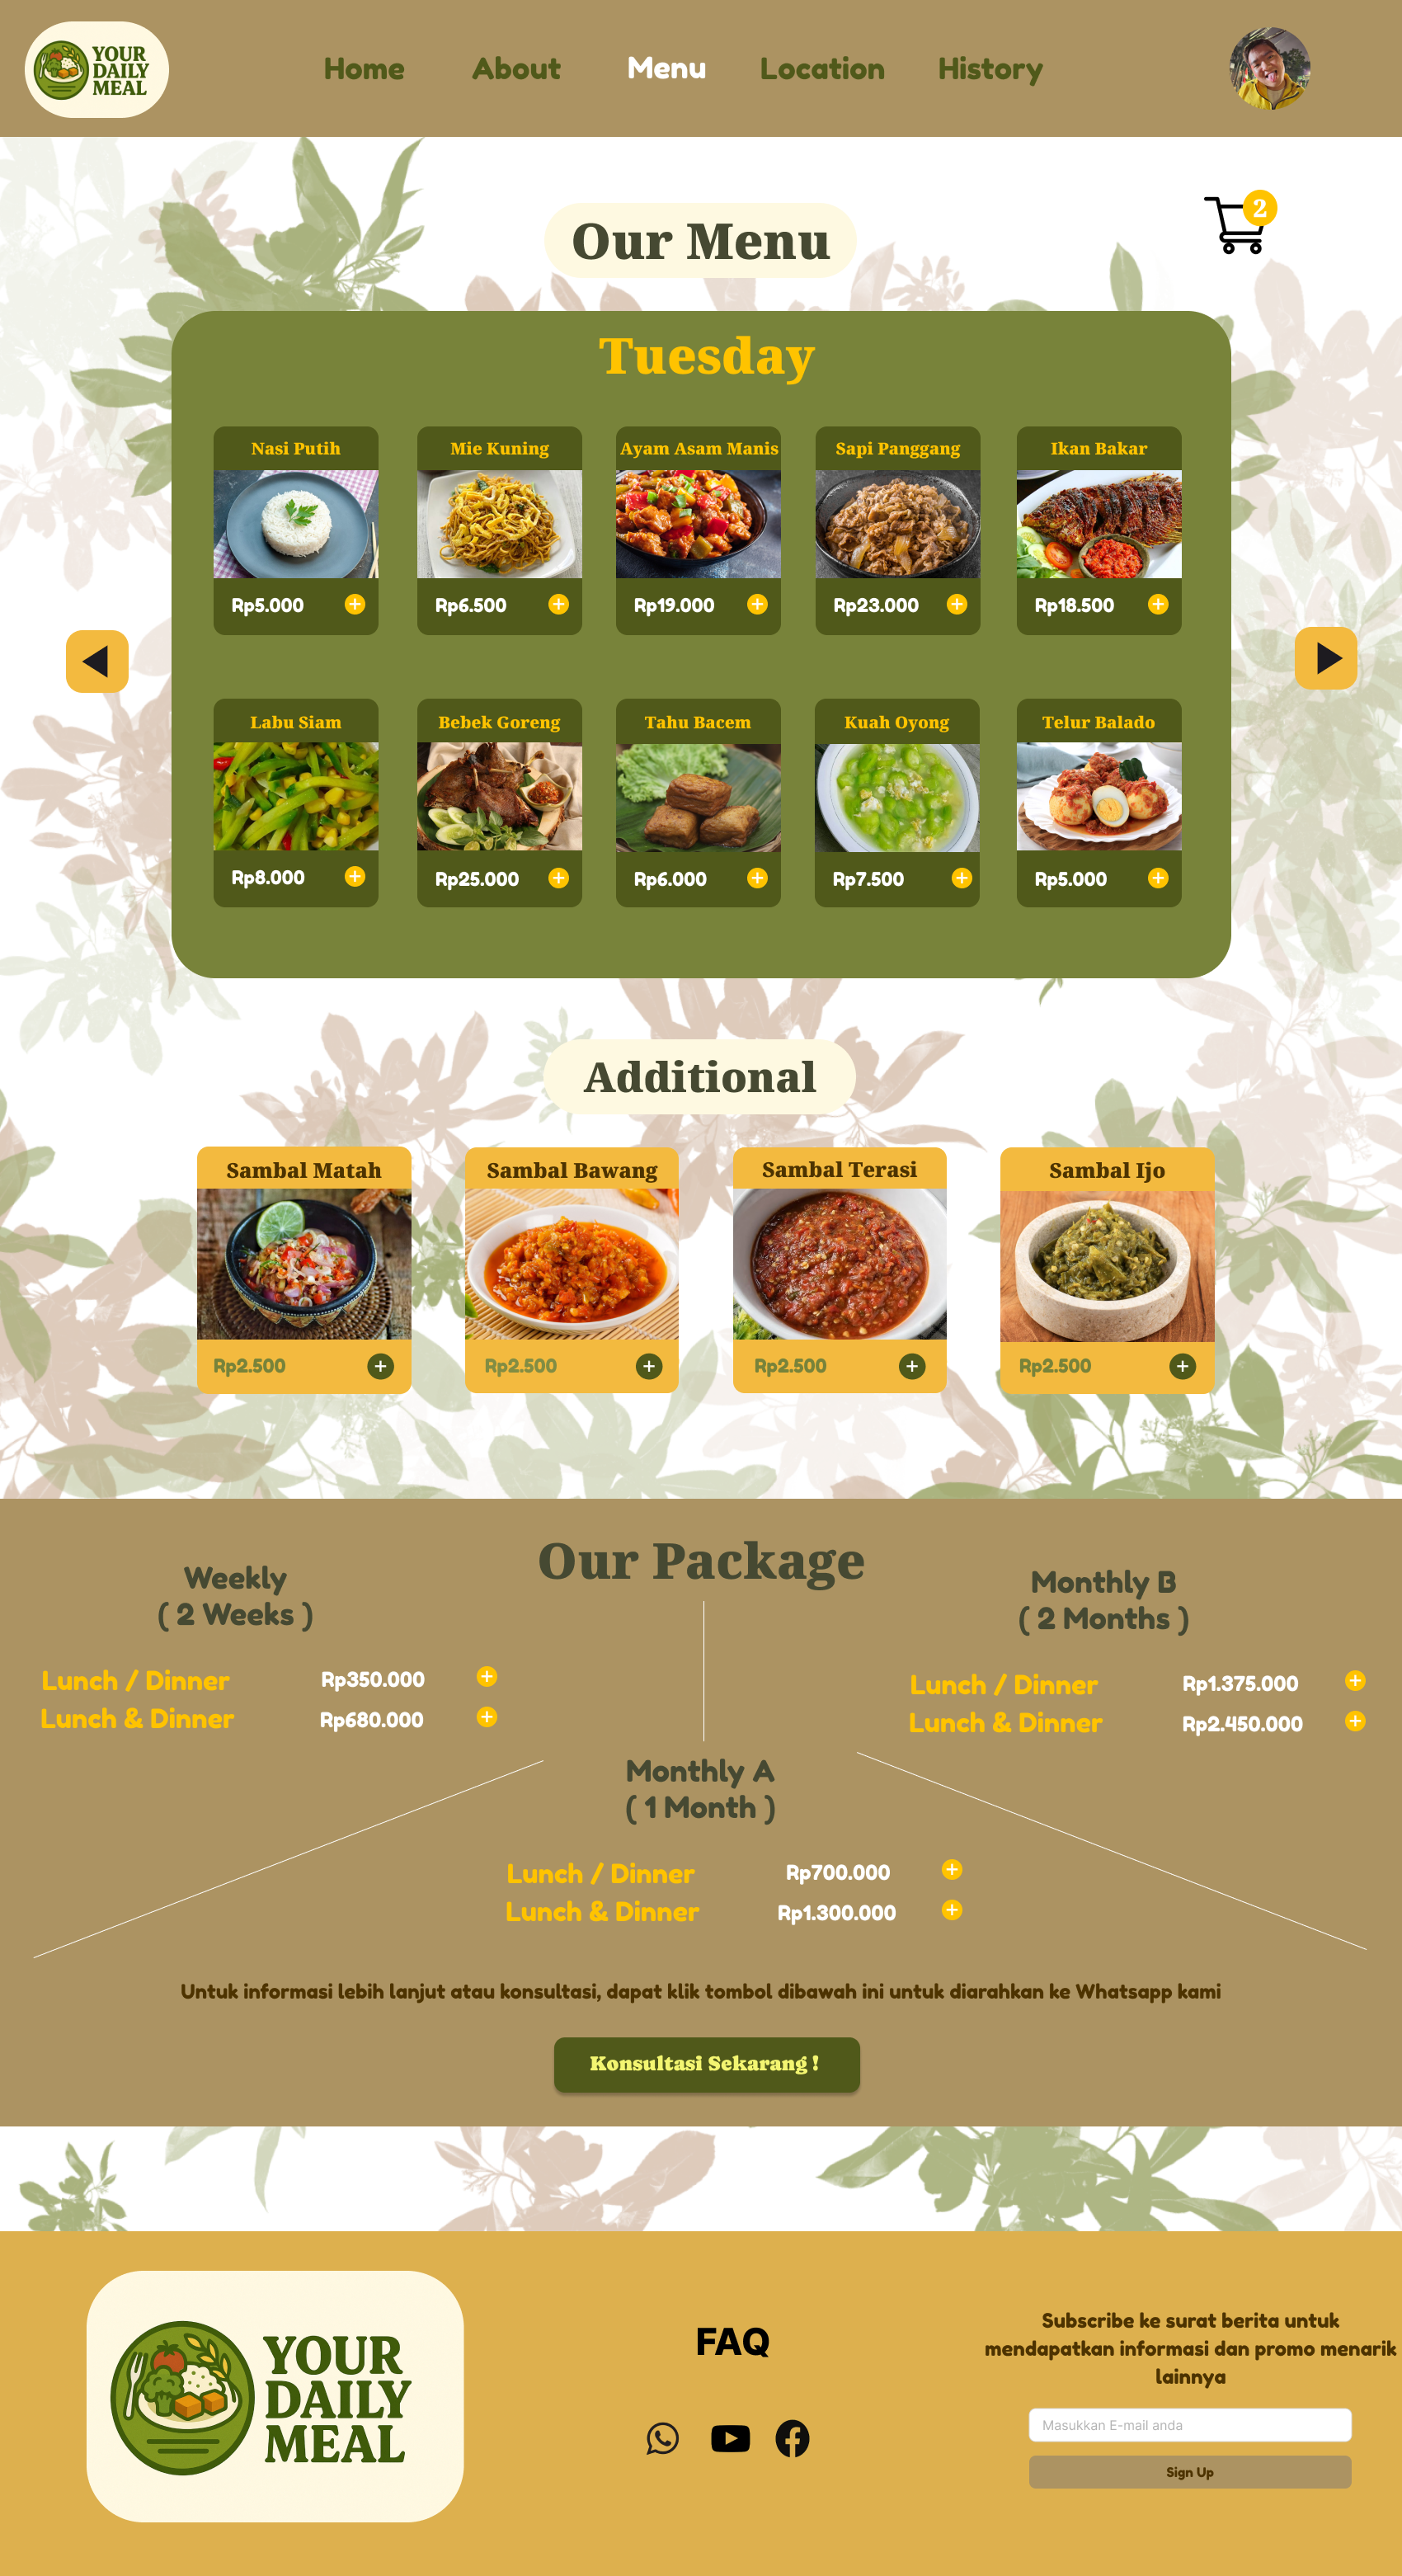 YOUR
DAILY
MEAL
Home
About
Menu
Location
History
2
Our Menu
Tuesday
Nasi Putih
Mie Kuning
Ayam Asam Manis
Sapi Panggang
Ikan Bakar
Rp5.000
Rp6.500
Rp19.000
Rp23.000
Rp18.500
Labu Siam
Bebek Goreng
Tahu Bacem
Kuah Oyong
Telur Balado
Rp8.000
Rp25.000
Rp6.000
Rp7.500
Rp5.000
Additional
Sambal Matah
Sambal Bawang
Sambal Terasi
Sambal Ijo
Rp2.500
Rp2.500
Rp2.500
Rp2.500
Our Package
Weekly
( 2 Weeks )
Lunch / Dinner Rp350.000
Lunch & Dinner Rp680.000
Monthly B
( 2 Months )
Lunch / Dinner Rp1.375.000
Lunch & Dinner Rp2.450.000
Monthly A
( 1 Month )
Lunch / Dinner Rp700.000
Lunch & Dinner Rp1.300.000
Untuk informasi lebih lanjut atau konsultasi, dapat klik tombol dibawah ini untuk diarahkan ke Whatsapp kami
Konsultasi Sekarang !
YOUR
DAILY
MEAL
FAQ
Subscribe ke surat berita untuk
mendapatkan informasi dan promo menarik
lainnya
Masukkan E-mail anda
Sign Up